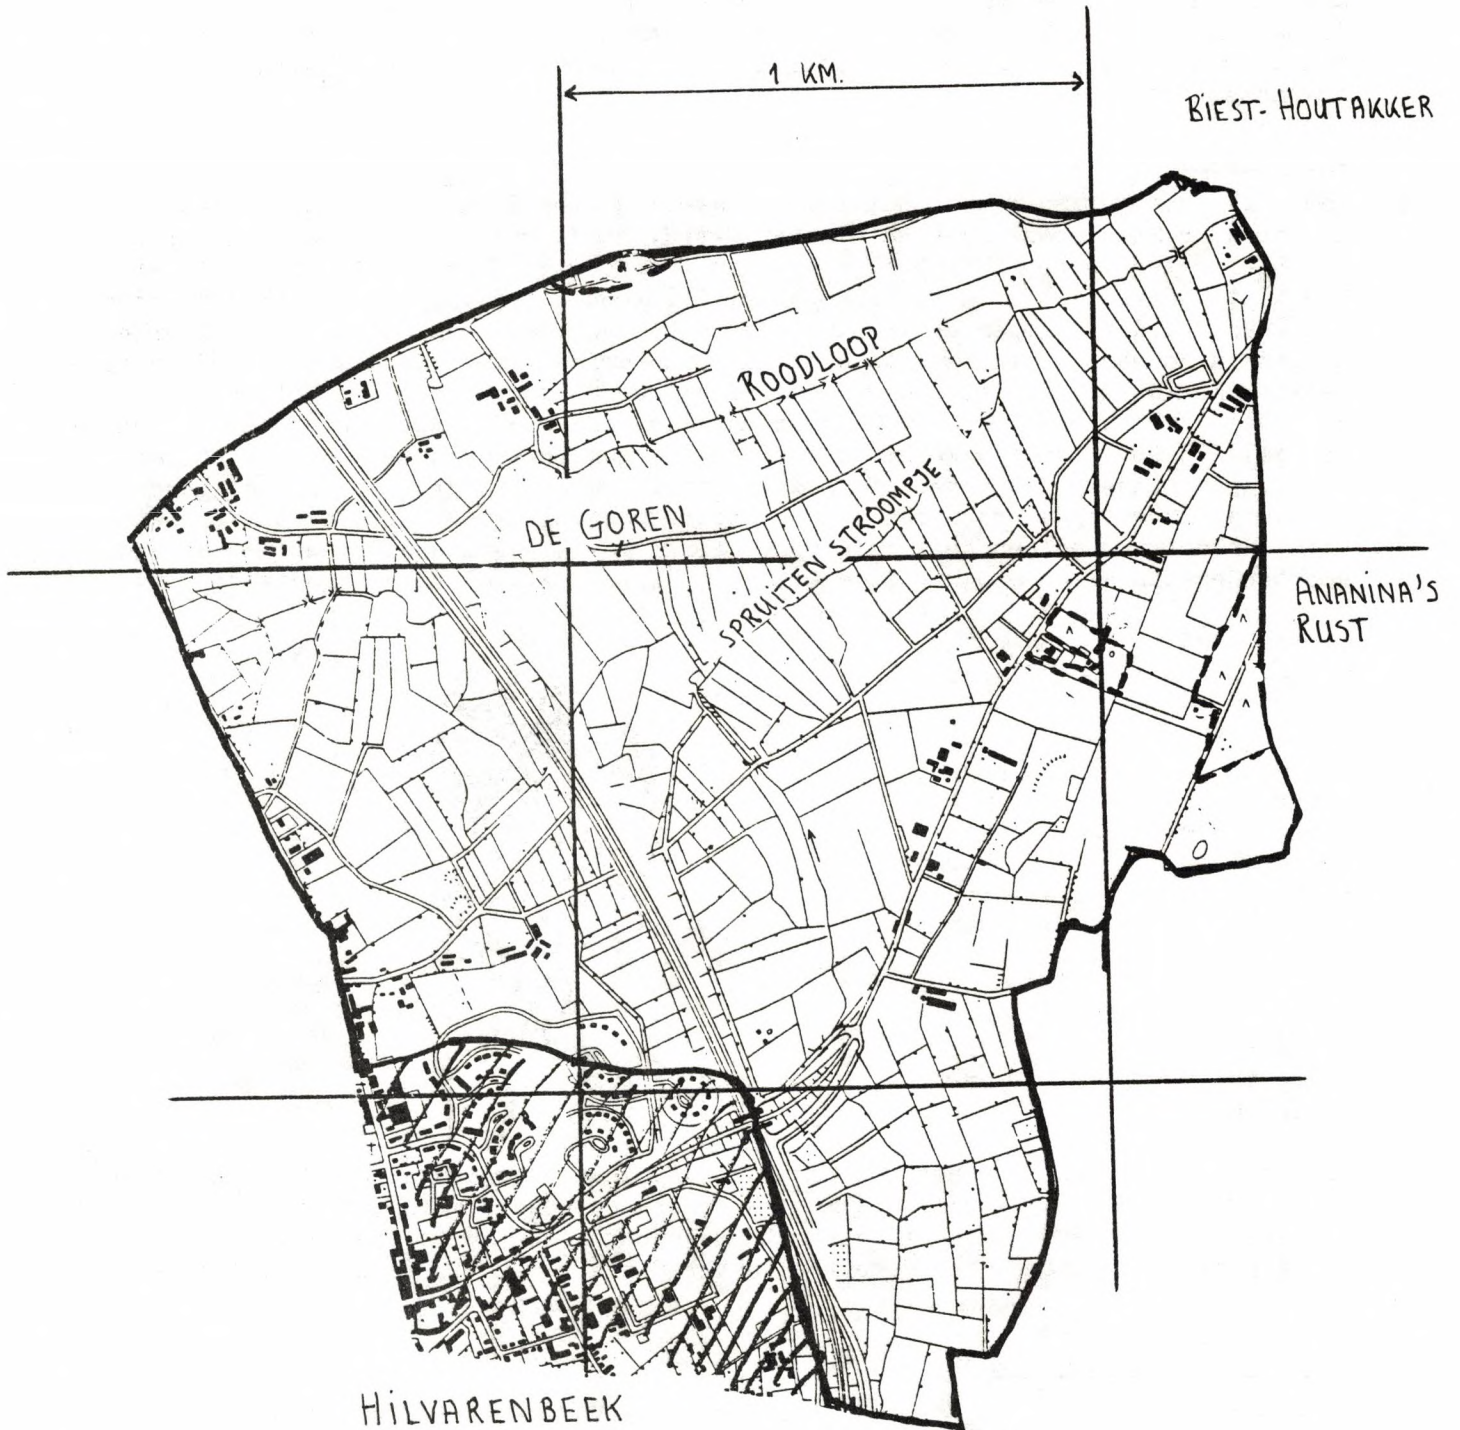 1 KM.
BiEST-HOUTAKKER
ROODLOOP
DE GOREN
SPRUITEN STROOMPJE
ANANiNA'S
RUST
HiLVARENBEEK